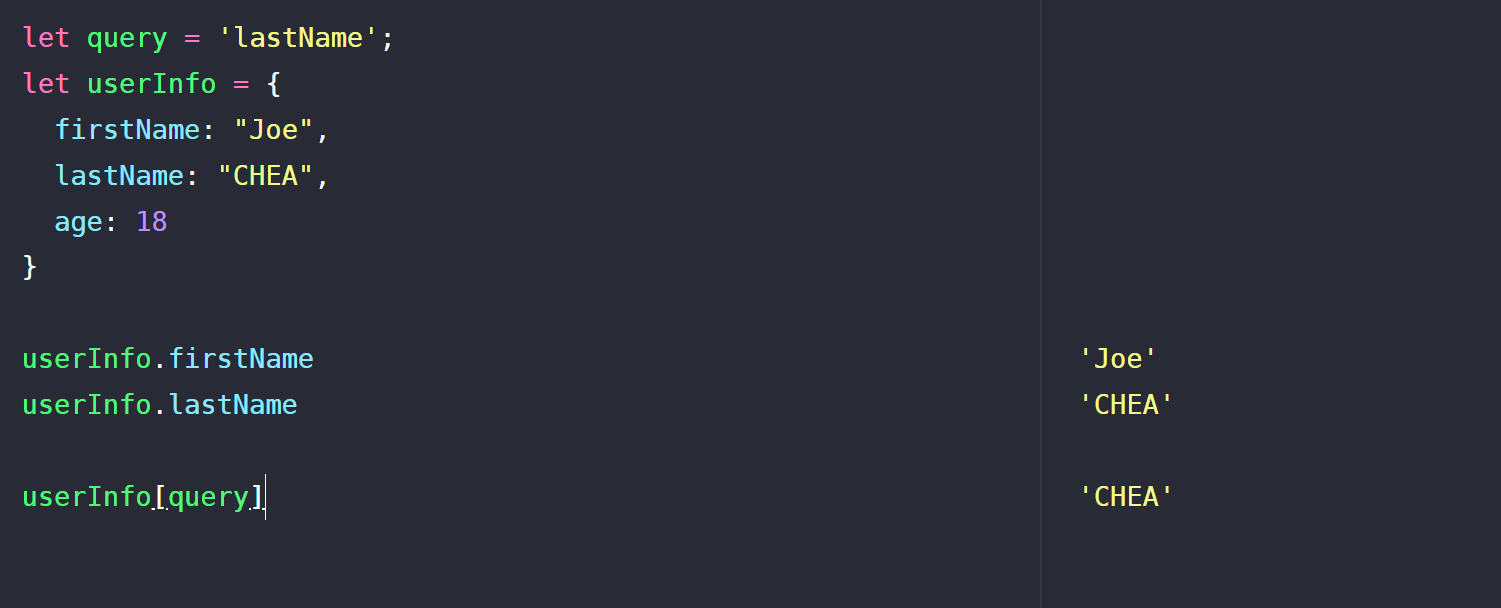 let query = 'lastName';
let userInfo = {
  firstName: "Joe",
  lastName: "CHEA",
  age: 18
}
userInfo.firstName 'Joe'
userInfo.lastName 'CHEA'
userInfo[query] 'CHEA'